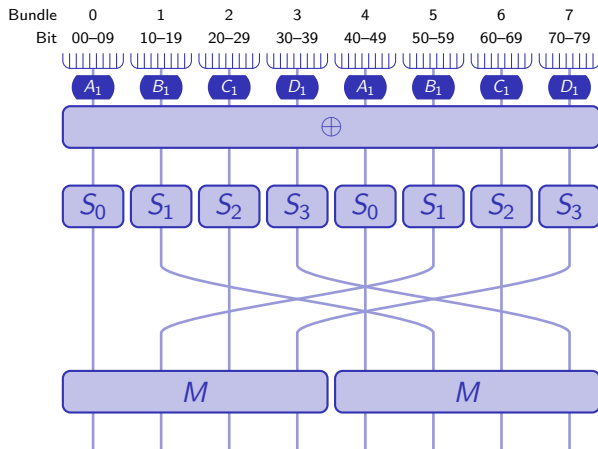 Bundle 0 1 2 3 4 5 6 7
Bit 00–09 10–19 20–29 30–39 40–49 50–59 60–69 70–79
A₁ B₁ C₁ D₁ A₁ B₁ C₁ D₁
⊕
S₀ S₁ S₂ S₃ S₀ S₁ S₂ S₃
M M